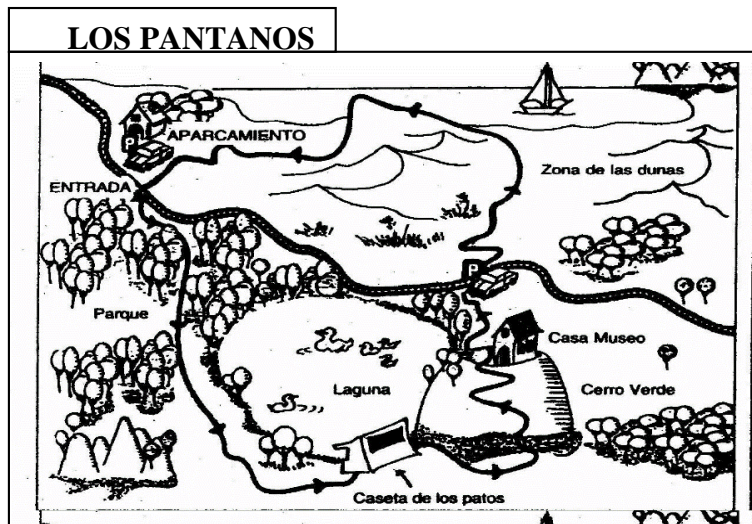 LOS PANTANOS
P
APARCAMIENTO
ENTRADA
Zona de las dunas
P
Parque
Casa Museo
Laguna
Cerro Verde
Caseta de los patos